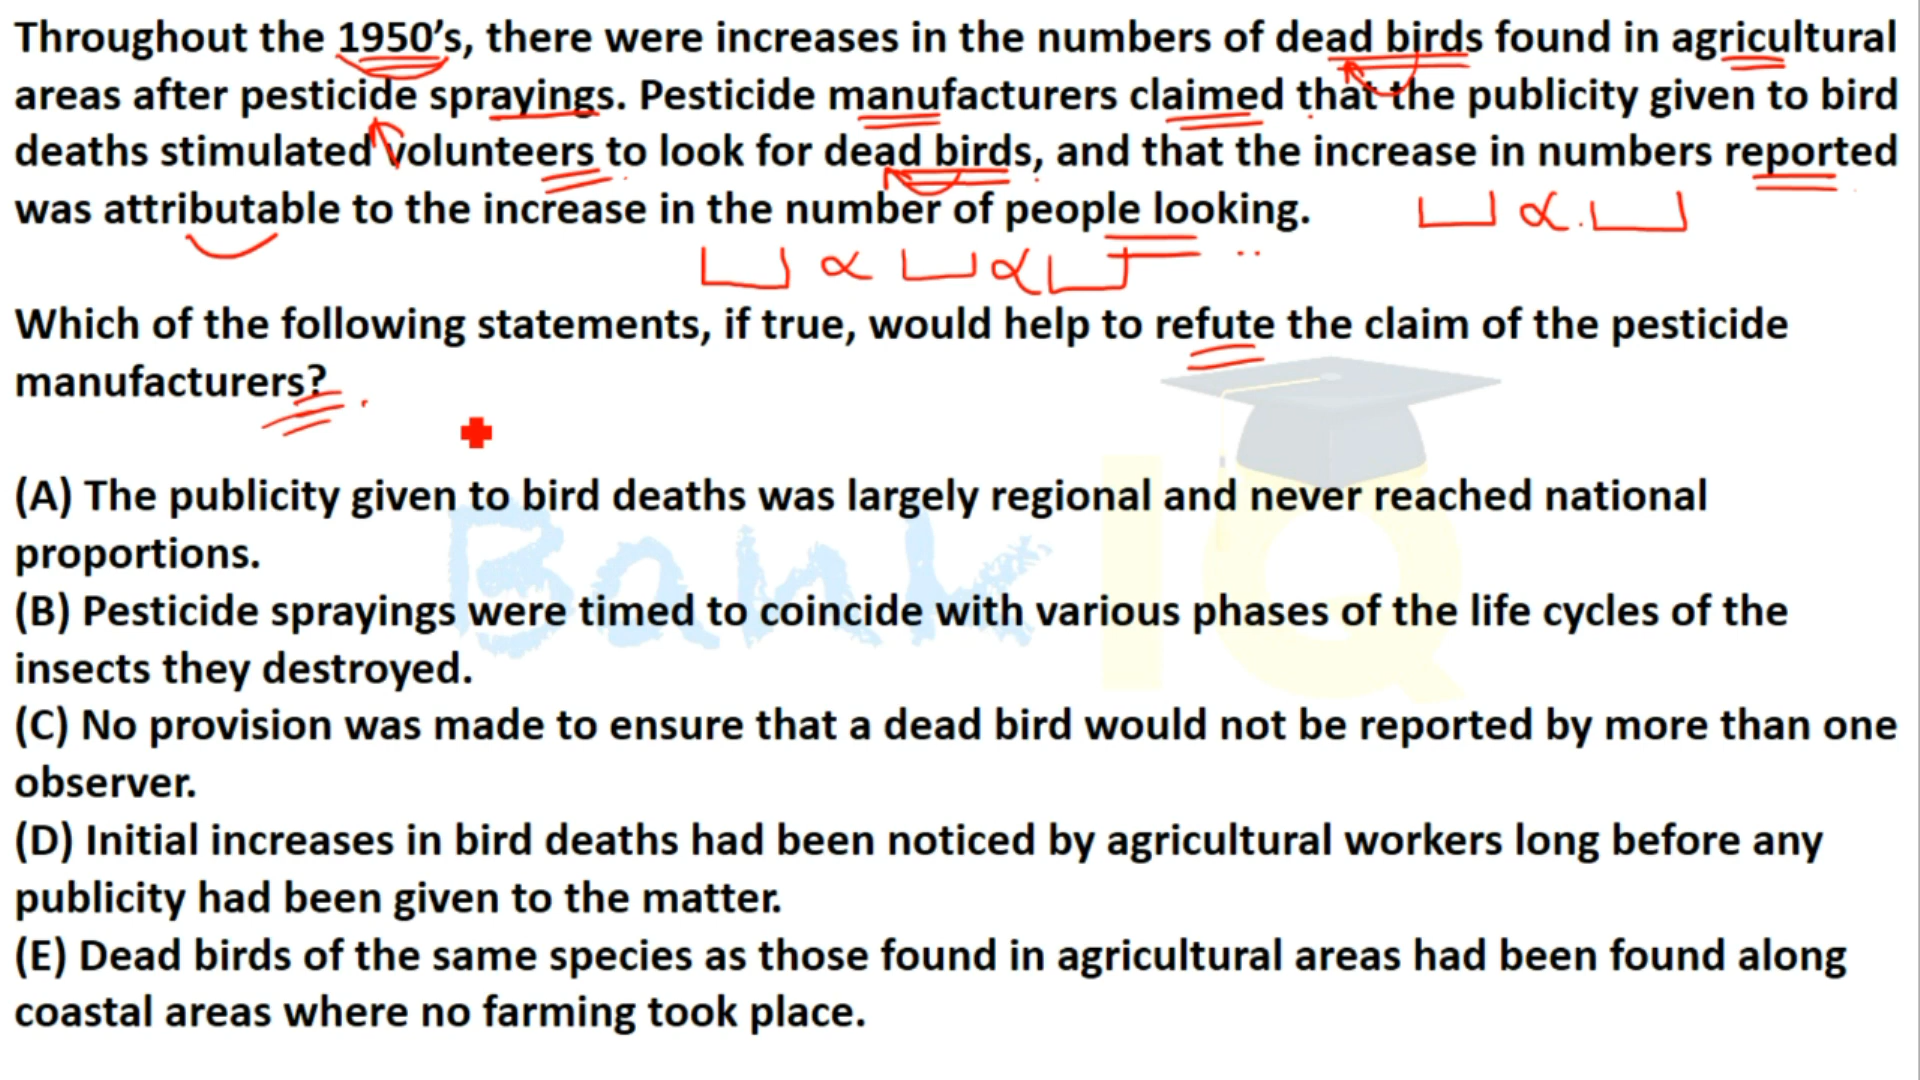 Throughout the 1950's, there were increases in the numbers of dead birds found in agricultural
areas after pesticide sprayings. Pesticide manufacturers claimed that the publicity given to bird
deaths stimulated volunteers to look for dead birds, and that the increase in numbers reported
was attributable to the increase in the number of people looking.
∝
∝ ∝
Which of the following statements, if true, would help to refute the claim of the pesticide
manufacturers?
(A) The publicity given to bird deaths was largely regional and never reached national
proportions.
(B) Pesticide sprayings were timed to coincide with various phases of the life cycles of the
insects they destroyed.
(C) No provision was made to ensure that a dead bird would not be reported by more than one
observer.
(D) Initial increases in bird deaths had been noticed by agricultural workers long before any
publicity had been given to the matter.
(E) Dead birds of the same species as those found in agricultural areas had been found along
coastal areas where no farming took place.
Bank IQ